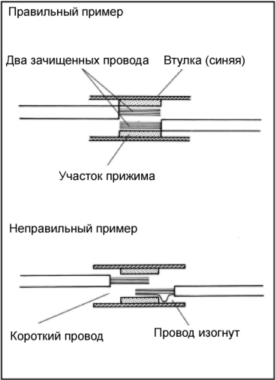 Правильный пример
Два зачищенных провода
Втулка (синяя)
Участок прижима
Неправильный пример
Короткий провод
Провод изогнут